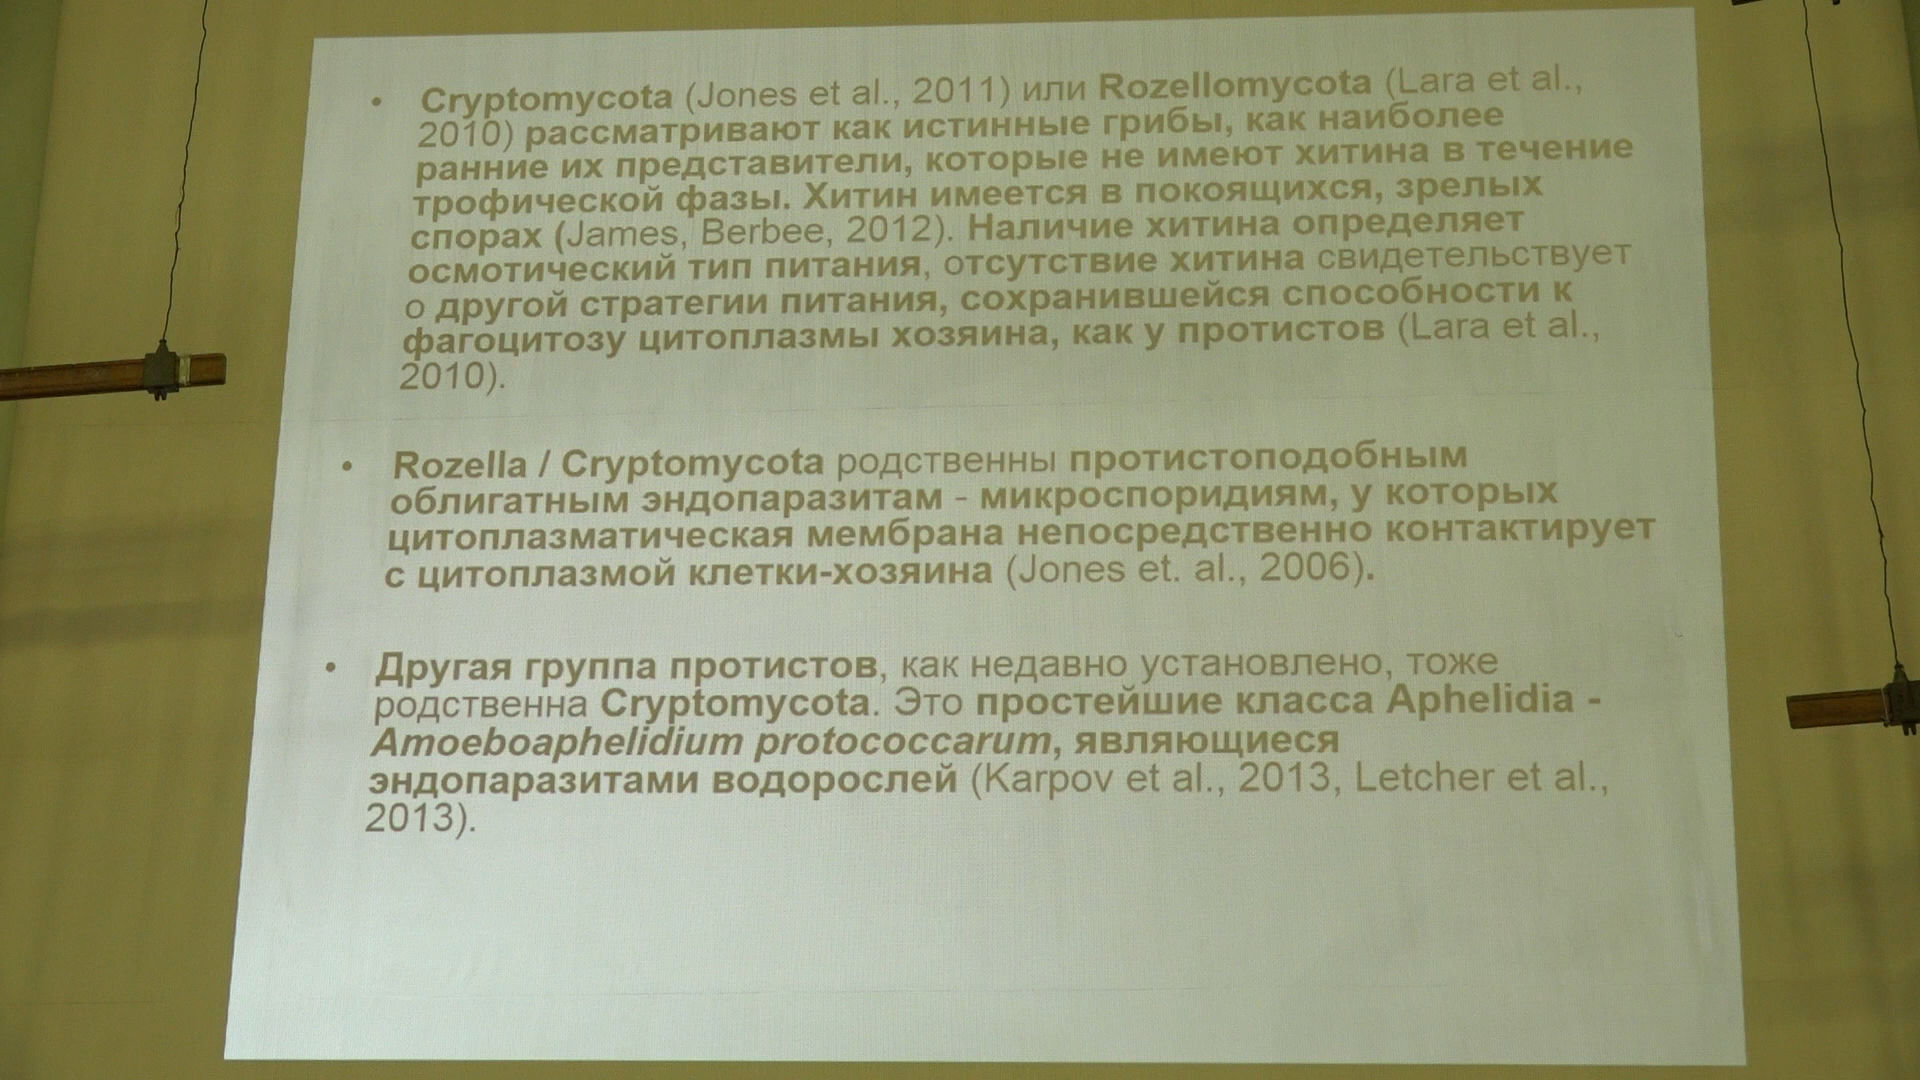 • Cryptomycota (Jones et al., 2011) или Rozellomycota (Lara et al.,
2010) рассматривают как истинные грибы, как наиболее
ранние их представители, которые не имеют хитина в течение
трофической фазы. Хитин имеется в покоящихся, зрелых
спорах (James, Berbee, 2012). Наличие хитина определяет
осмотический тип питания, отсутствие хитина свидетельствует
о другой стратегии питания, сохранившейся способности к
фагоцитозу цитоплазмы хозяина, как у протистов (Lara et al.,
2010).
• Rozella / Cryptomycota родственны протистоподобным
облигатным эндопаразитам - микроспоридиям, у которых
цитоплазматическая мембрана непосредственно контактирует
с цитоплазмой клетки-хозяина (Jones et. al., 2006).
• Другая группа протистов, как недавно установлено, тоже
родственна Cryptomycota. Это простейшие класса Aphelidia -
Amoeboaphelidium protococcarum, являющиеся
эндопаразитами водорослей (Karpov et al., 2013, Letcher et al.,
2013).